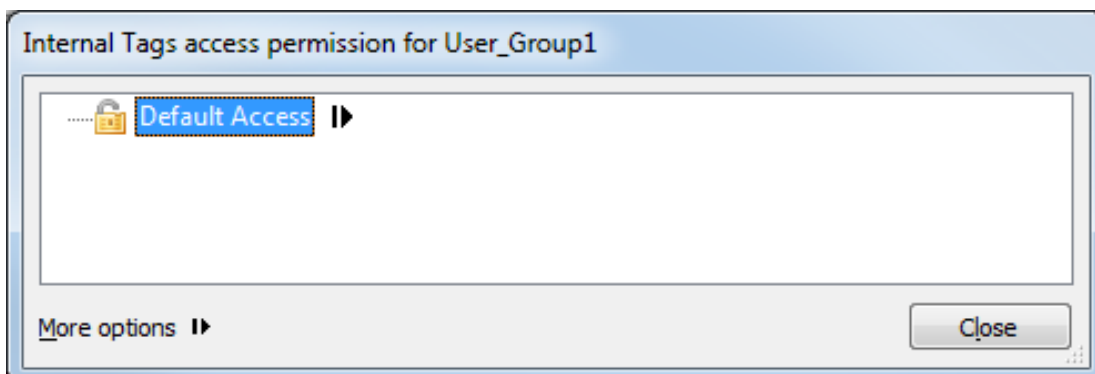 Internal Tags access permission for User_Group1
Default Access
More options
Close